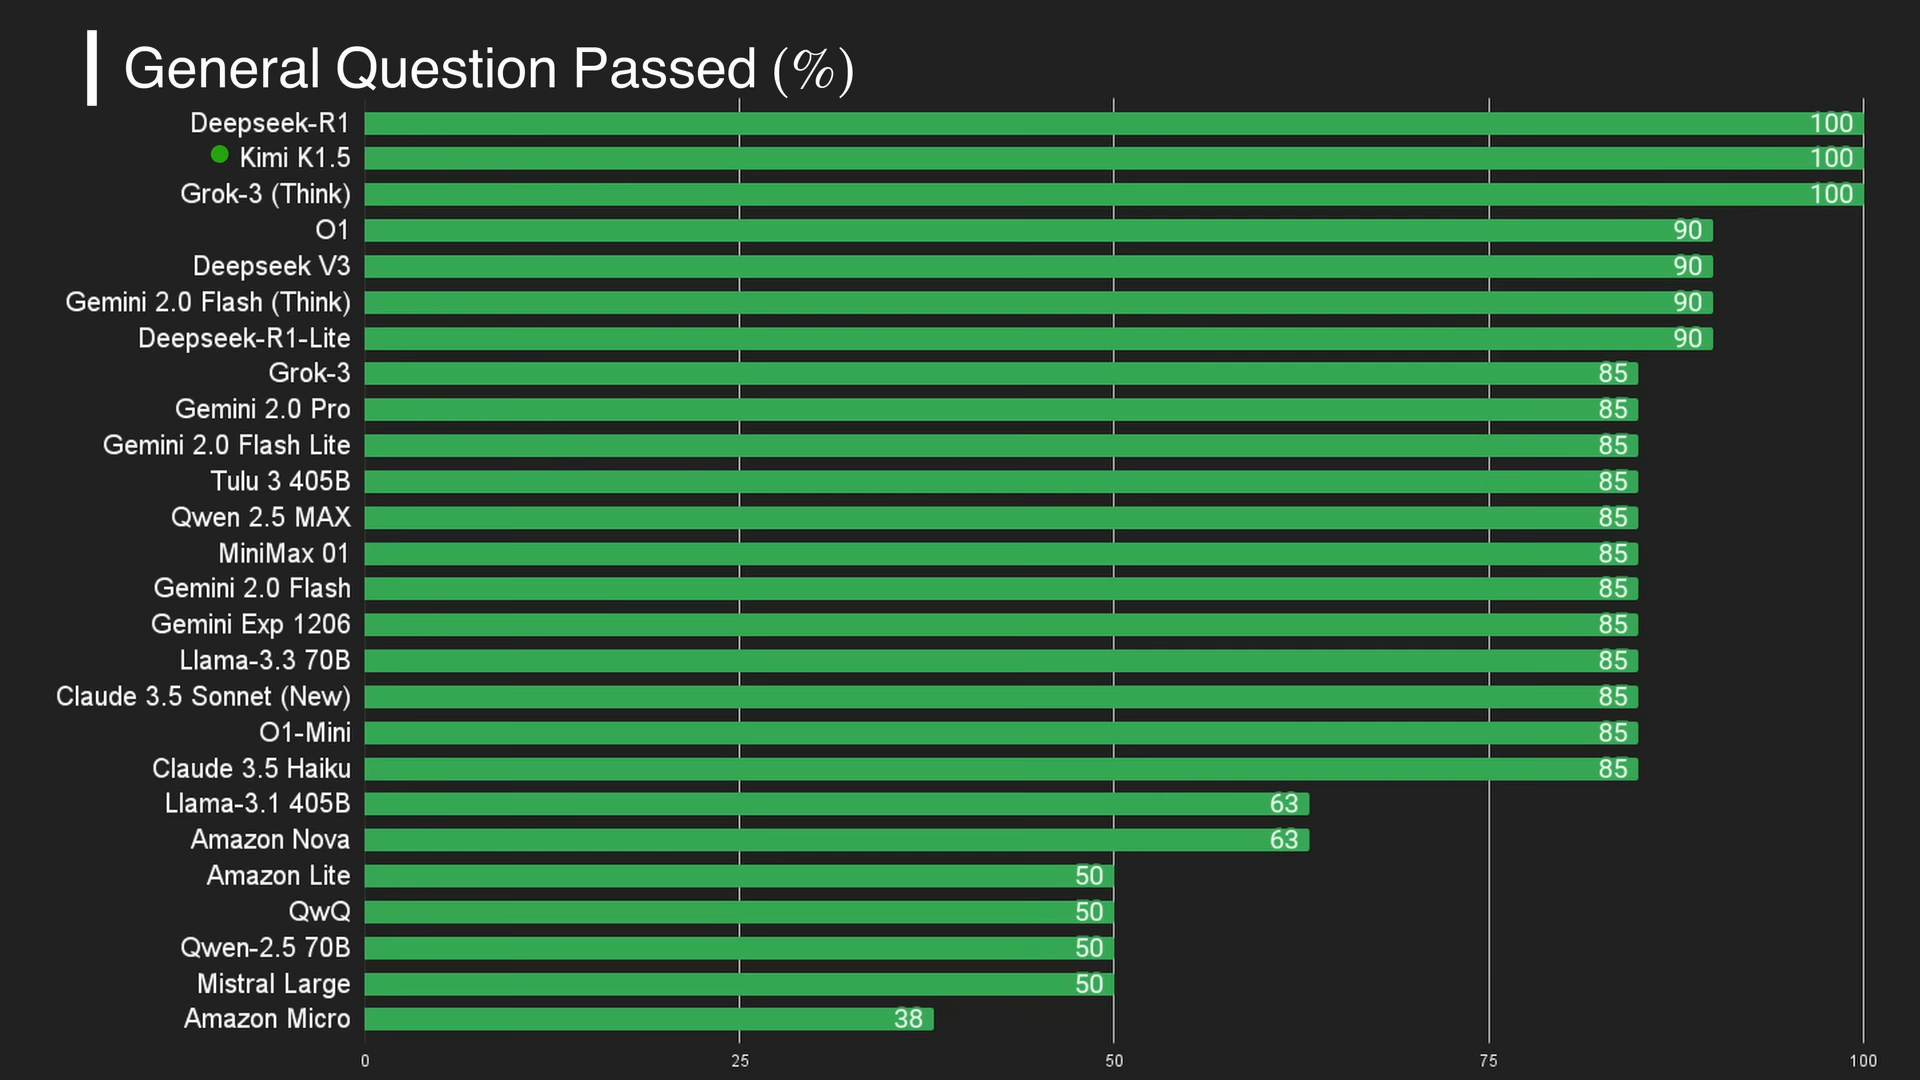 General Question Passed (%)
Deepseek-R1 100
Kimi K1.5 100
Grok-3 (Think) 100
O1 90
Deepseek V3 90
Gemini 2.0 Flash (Think) 90
Deepseek-R1-Lite 90
Grok-3 85
Gemini 2.0 Pro 85
Gemini 2.0 Flash Lite 85
Tulu 3 405B 85
Qwen 2.5 MAX 85
MiniMax 01 85
Gemini 2.0 Flash 85
Gemini Exp 1206 85
Llama-3.3 70B 85
Claude 3.5 Sonnet (New) 85
O1-Mini 85
Claude 3.5 Haiku 85
Llama-3.1 405B 63
Amazon Nova 63
Amazon Lite 50
QwQ 50
Qwen-2.5 70B 50
Mistral Large 50
Amazon Micro 38
0 25 50 75 100